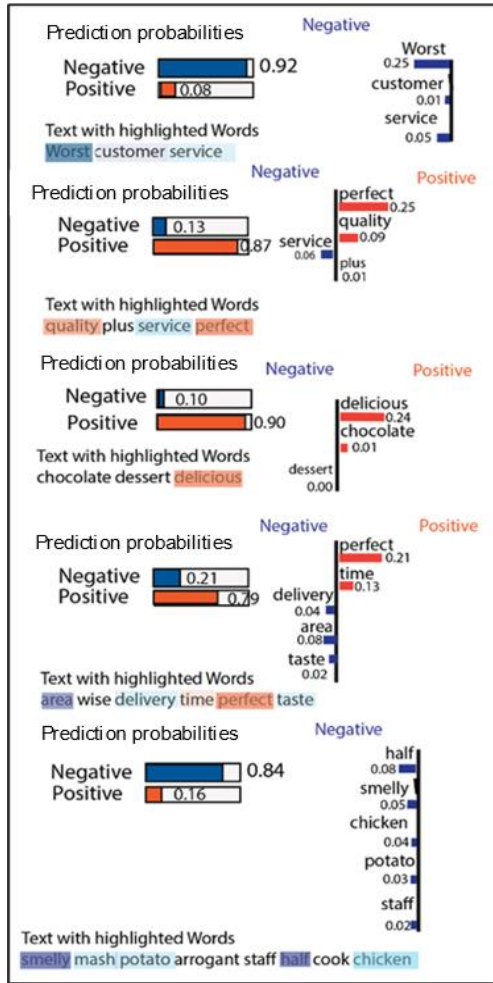 Prediction probabilities
Negative 0.92
Positive 0.08
Text with highlighted Words
Worst customer service
Negative
Worst
0.25
customer
0.01
service
0.05
Prediction probabilities
Negative 0.13
Positive 0.87
Text with highlighted Words
quality plus service perfect
Negative Positive
perfect
0.25
quality
0.09
service
0.06
plus
0.01
Prediction probabilities
Negative 0.10
Positive 0.90
Text with highlighted Words
chocolate dessert delicious
Negative Positive
delicious
0.24
chocolate
0.01
dessert
0.00
Prediction probabilities
Negative 0.21
Positive 0.79
Text with highlighted Words
area wise delivery time perfect taste
Negative Positive
perfect
0.21
time
0.13
delivery
0.04
area
0.08
taste
0.02
Prediction probabilities
Negative 0.84
Positive 0.16
Negative
half
0.08
smelly
0.05
chicken
0.04
potato
0.03
staff
0.02
Text with highlighted Words
smelly mash potato arrogant staff half cook chicken